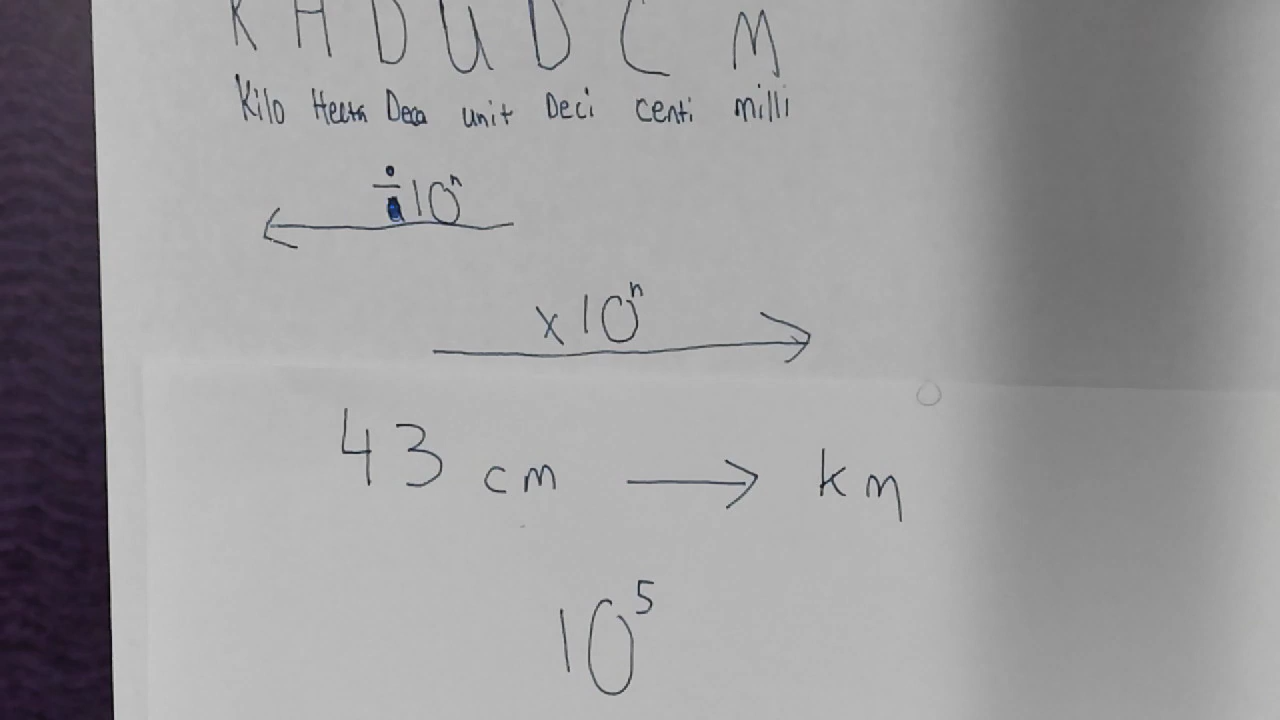 K H D U D C M
Kilo Hecta Deca unit Deci centi milli
÷10ⁿ
x10ⁿ
43 cm → km
10⁵